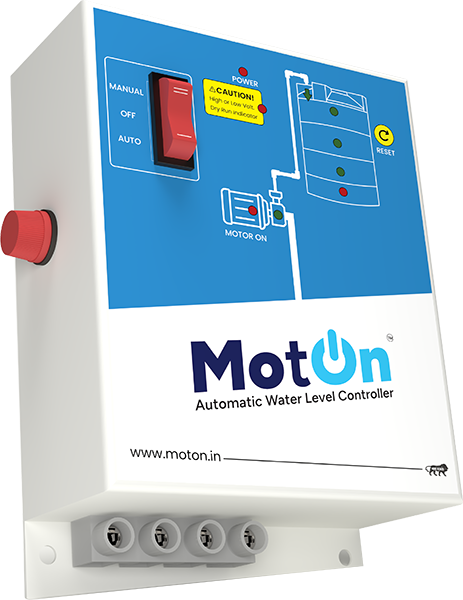 MANUAL
OFF
AUTO
POWER
⚠CAUTION!
High or Low Volt,
Dry Run Indicator
RESET
MOTOR ON
MotOn
Automatic Water Level Controller
www.moton.in